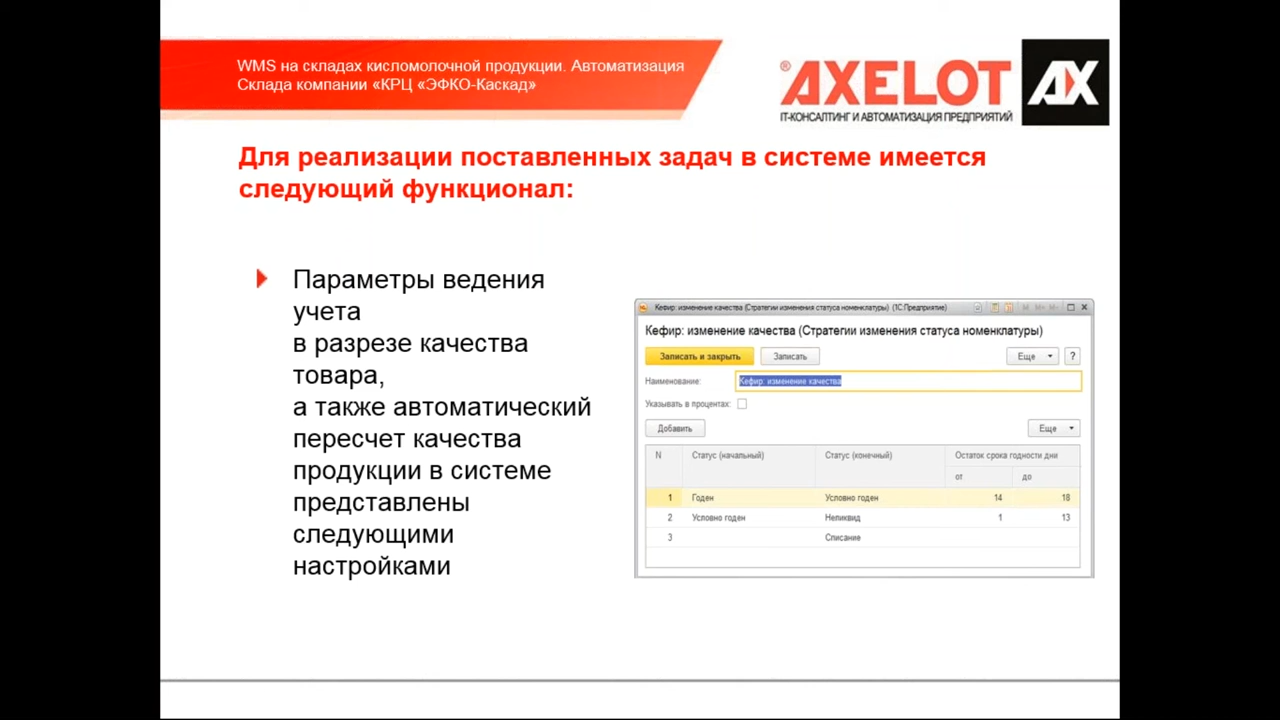 WMS на складах кисломолочной продукции. Автоматизация
Склада компании «КРЦ «ЭФКО-Каскад»
®AXELOT AX
IT-КОНСАЛТИНГ И АВТОМАТИЗАЦИЯ ПРЕДПРИЯТИЙ
Для реализации поставленных задач в системе имеется
следующий функционал:
Параметры ведения
учета
в разрезе качества
товара,
а также автоматический
пересчет качества
продукции в системе
представлены
следующими
настройками
Кефир: изменение качества (Стратегии изменения статуса номенклатуры) (1С:Предприятие)
M M+ M-
Кефир: изменение качества (Стратегии изменения статуса номенклатуры)
Записать и закрыть Записать Еще ?
Наименование: Кефир: изменение качества
Указывать в процентах:
Добавить Еще
N Статус (начальный) Статус (конечный) Остаток срока годности дни
от до
1 Годен Условно годен 14 18
2 Условно годен Неликвид 1 13
3 Списание